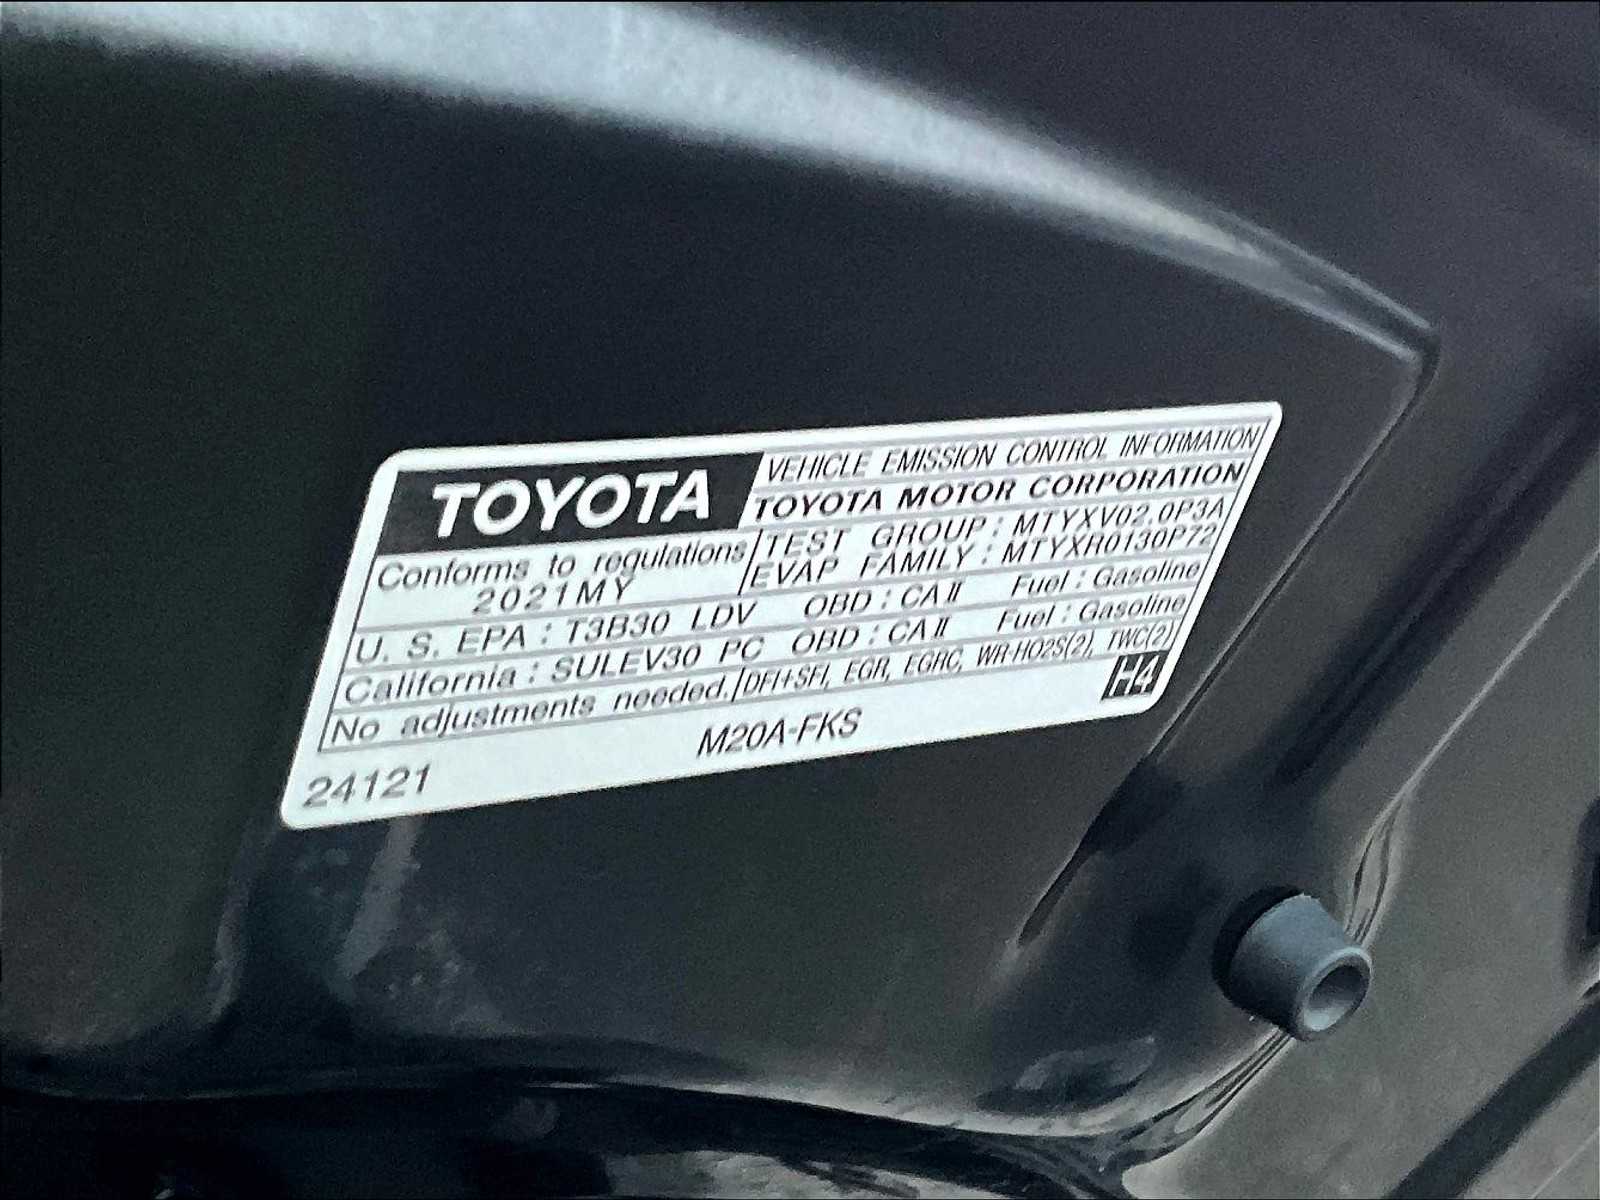 TOYOTA
VEHICLE EMISSION CONTROL INFORMATION
TOYOTA MOTOR CORPORATION
Conforms to regulations
2021MY
TEST GROUP : MTYXV02.0P3A
EVAP FAMILY : MTYXR0130P72
U. S. EPA : T3B30 LDV OBD : CAⅡ Fuel : Gasoline
California : SULEV30 PC OBD : CAⅡ Fuel : Gasoline
No adjustments needed. DFI+SFI, EGR, EGRC, WR-HO2S(2), TWC(2)
H4
24121 M20A-FKS